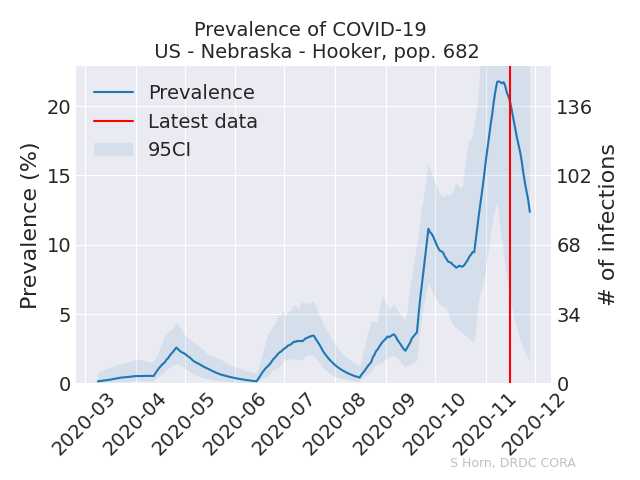 Prevalence of COVID-19
US - Nebraska - Hooker, pop. 682
Prevalence
Latest data
95CI
Prevalence (%)
20
15
10
5
0
136
102
68
34
0
# of infections
2020-03
2020-04
2020-05
2020-06
2020-07
2020-08
2020-09
2020-10
2020-11
2020-12
S Horn, DRDC CORA